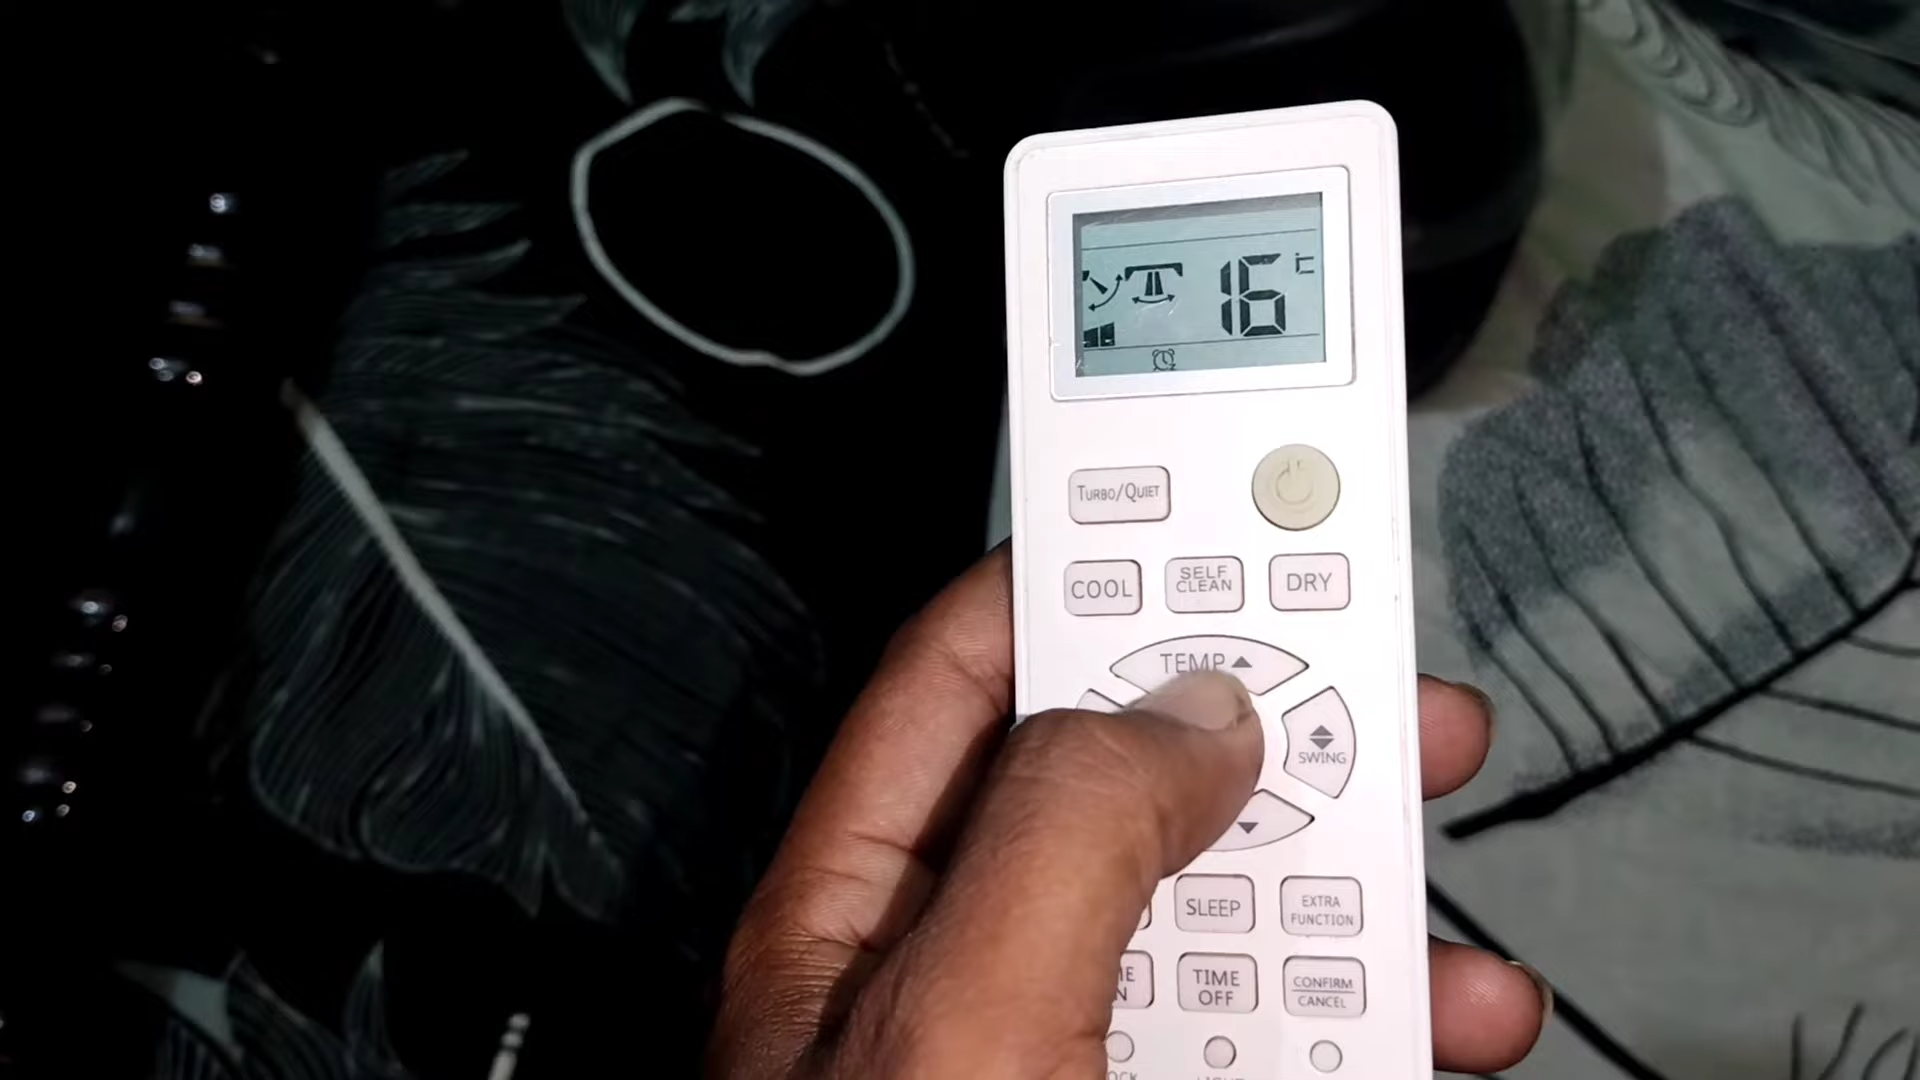 16 °C
TURBO/QUIET
COOL
SELF
CLEAN
DRY
TEMP
SWING
SLEEP
EXTRA
FUNCTION
TIME
OFF
CONFIRM
CANCEL